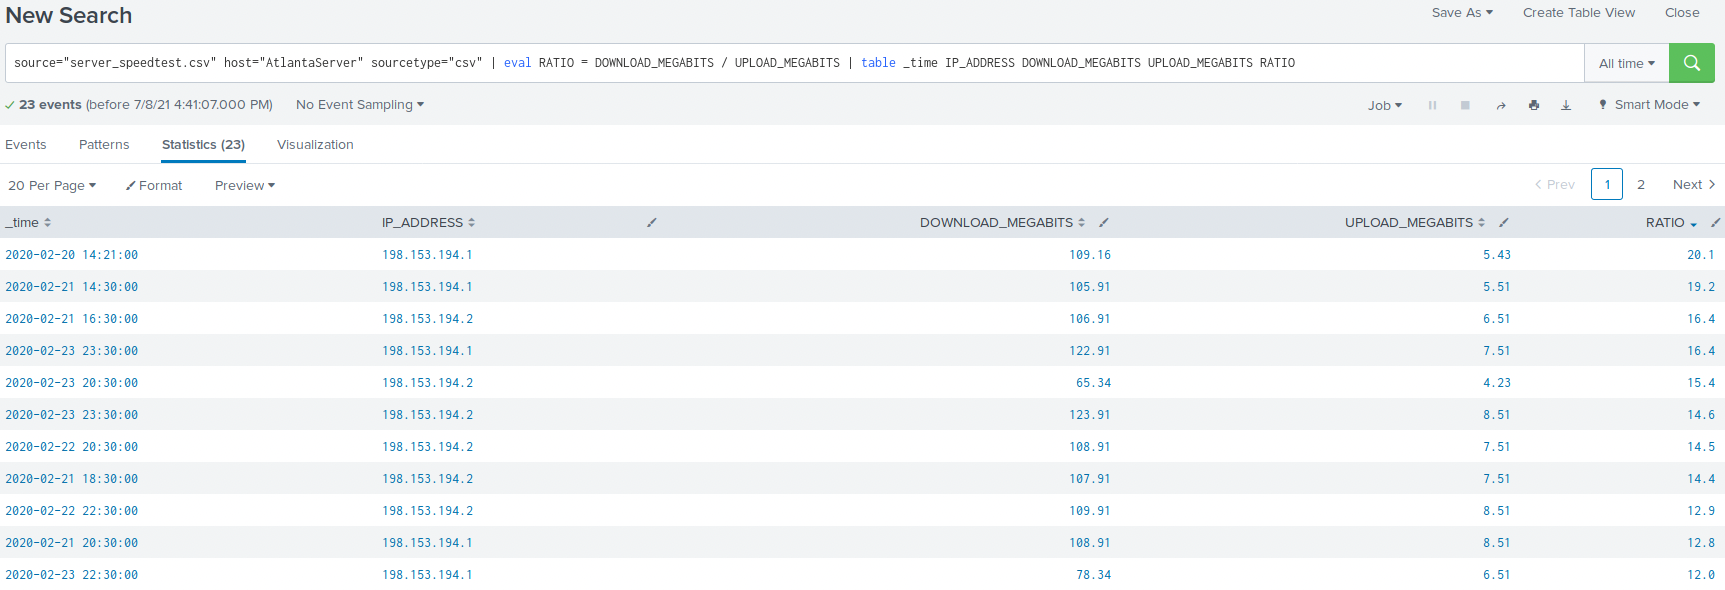 New Search Save As Create Table View Close
source="server_speedtest.csv" host="AtlantaServer" sourcetype="csv" | eval RATIO = DOWNLOAD_MEGABITS / UPLOAD_MEGABITS | table _time IP_ADDRESS DOWNLOAD_MEGABITS UPLOAD_MEGABITS RATIO All time
23 events (before 7/8/21 4:41:07.000 PM) No Event Sampling Job Smart Mode
Events Patterns Statistics (23) Visualization
20 Per Page Format Preview Prev 1 2 Next
_time IP_ADDRESS DOWNLOAD_MEGABITS UPLOAD_MEGABITS RATIO
2020-02-20 14:21:00 198.153.194.1 109.16 5.43 20.1
2020-02-21 14:30:00 198.153.194.1 105.91 5.51 19.2
2020-02-21 16:30:00 198.153.194.2 106.91 6.51 16.4
2020-02-23 23:30:00 198.153.194.1 122.91 7.51 16.4
2020-02-23 20:30:00 198.153.194.2 65.34 4.23 15.4
2020-02-23 23:30:00 198.153.194.2 123.91 8.51 14.6
2020-02-22 20:30:00 198.153.194.2 108.91 7.51 14.5
2020-02-21 18:30:00 198.153.194.2 107.91 7.51 14.4
2020-02-22 22:30:00 198.153.194.2 109.91 8.51 12.9
2020-02-21 20:30:00 198.153.194.1 108.91 8.51 12.8
2020-02-23 22:30:00 198.153.194.1 78.34 6.51 12.0